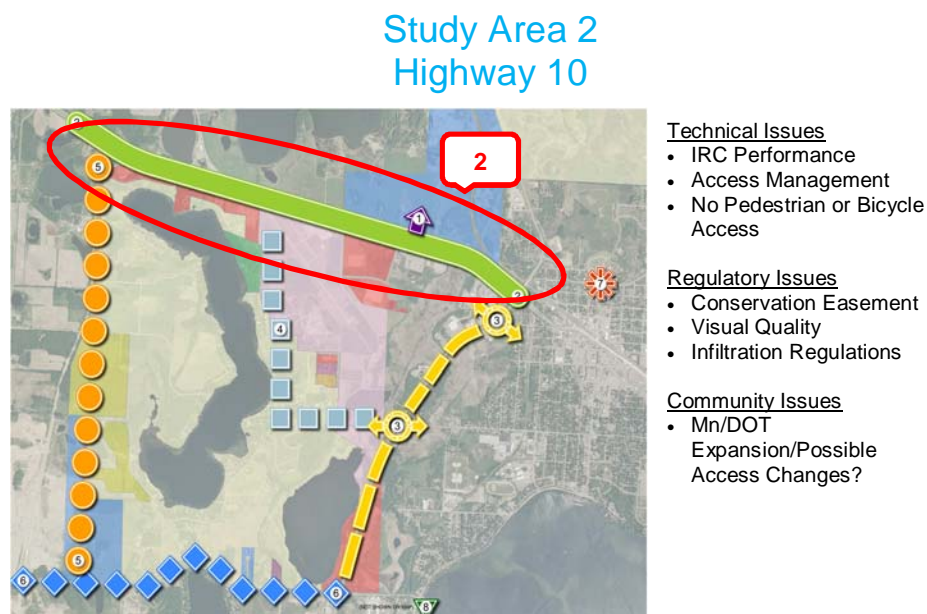 Study Area 2
Highway 10
2
5
2
1
4
3
2
7
3
5
6
6
8
Technical Issues
• IRC Performance
• Access Management
• No Pedestrian or Bicycle
Access
Regulatory Issues
• Conservation Easement
• Visual Quality
• Infiltration Regulations
Community Issues
• Mn/DOT
Expansion/Possible
Access Changes?